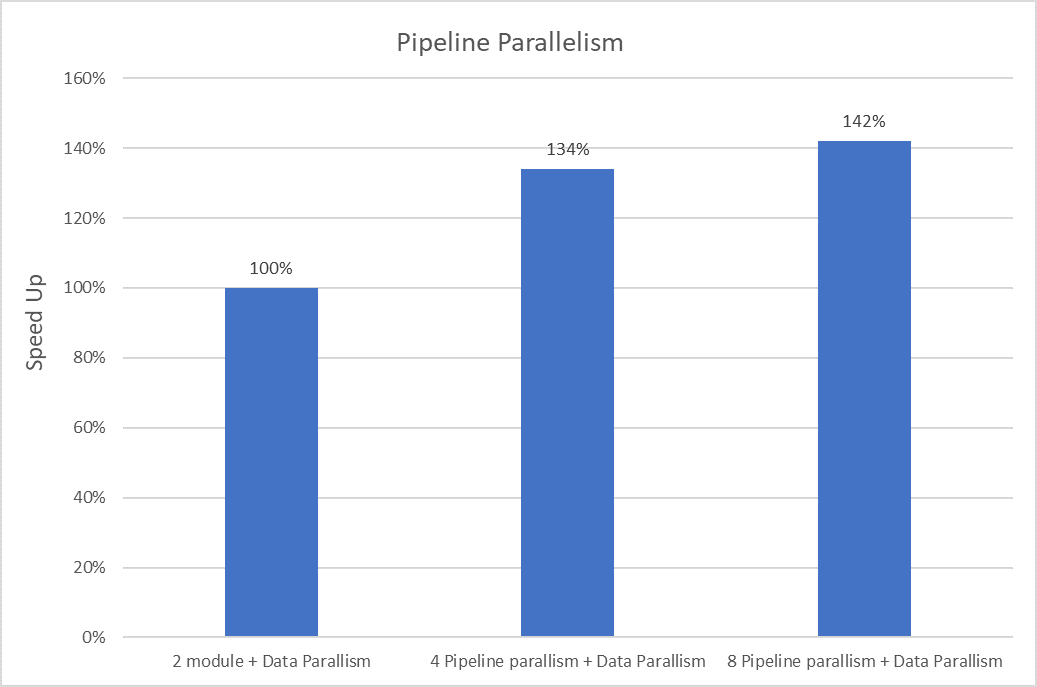 Pipeline Parallelism
160%
140%
120%
100%
80%
60%
40%
20%
0%
Speed Up
100%
134%
142%
2 module + Data Parallism
4 Pipeline parallism + Data Parallism
8 Pipeline parallism + Data Parallism